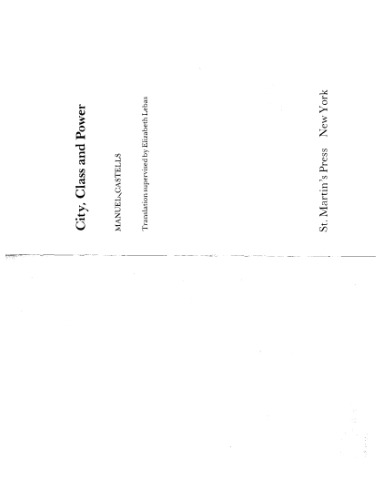 City, Class and Power
MANUEL CASTELLS
Translation supervised by Elizabeth Lebas
St. Martin's Press New York